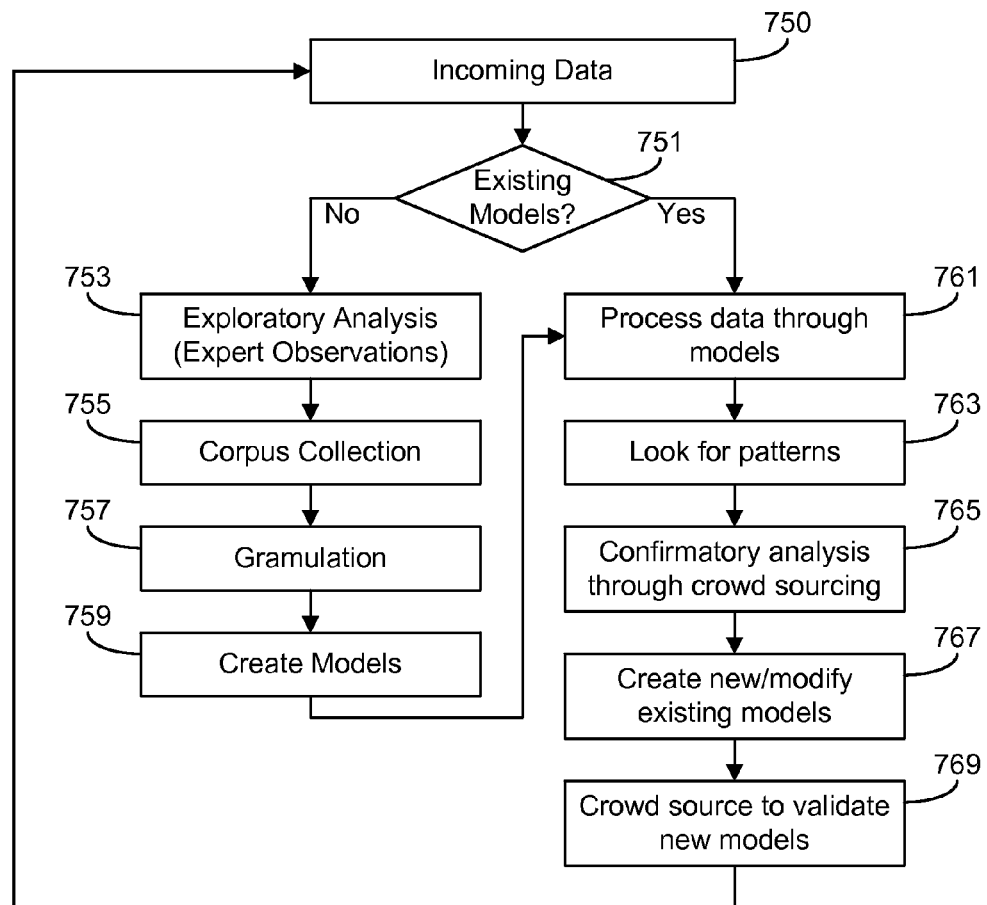 750
Incoming Data
751
Existing
Models?
No
Yes
753
Exploratory Analysis
(Expert Observations)
755
Corpus Collection
757
Gramulation
759
Create Models
761
Process data through
models
763
Look for patterns
765
Confirmatory analysis
through crowd sourcing
767
Create new/modify
existing models
769
Crowd source to validate
new models